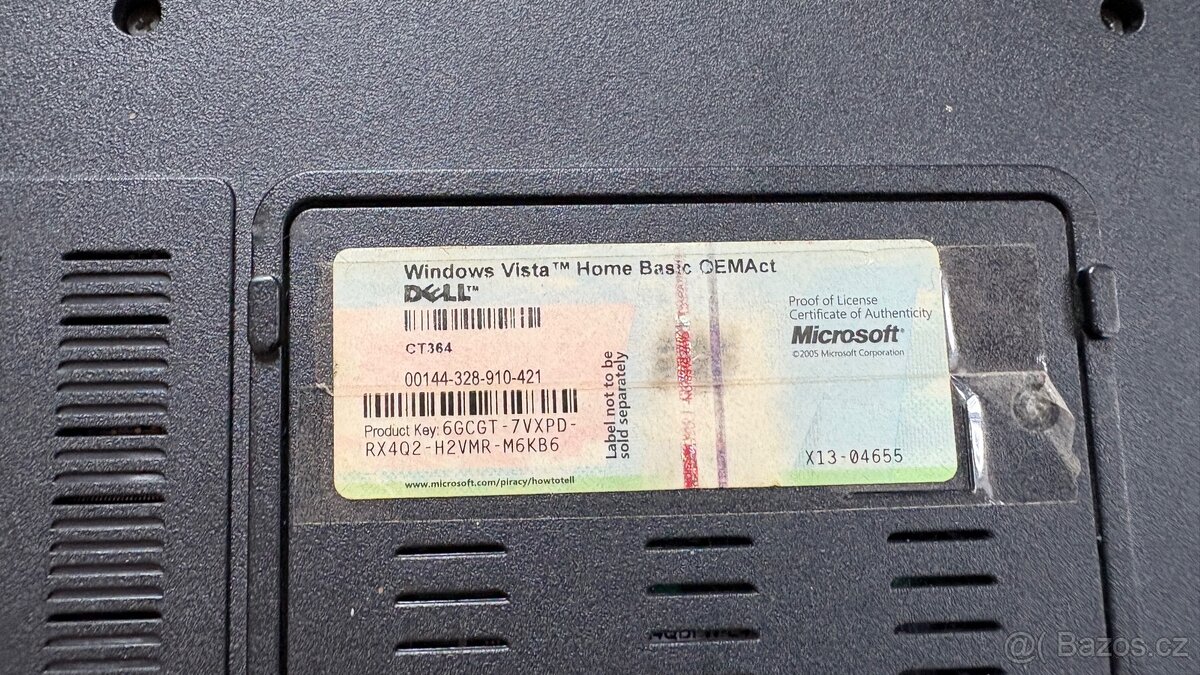 Windows Vista™ Home Basic OEMAct
DELL™
CT364
00144-328-910-421
Product Key: 6GCGT-7VXPD-
RX4Q2-H2VMR-M6KB6
www.microsoft.com/piracy/howtotell
Label not to be
sold separately
Proof of License
Certificate of Authenticity
Microsoft®
©2005 Microsoft Corporation
X13-04655
@( Bazos.cz